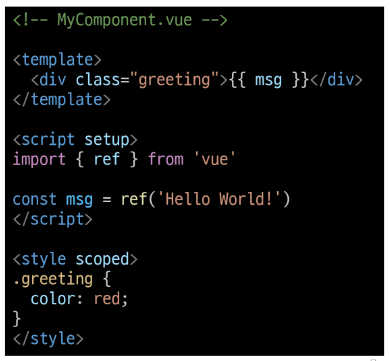 <!-- MyComponent.vue -->
<template>
  <div class="greeting">{{ msg }}</div>
</template>
<script setup>
import { ref } from 'vue'
const msg = ref('Hello World!')
</script>
<style scoped>
.greeting {
  color: red;
}
</style>